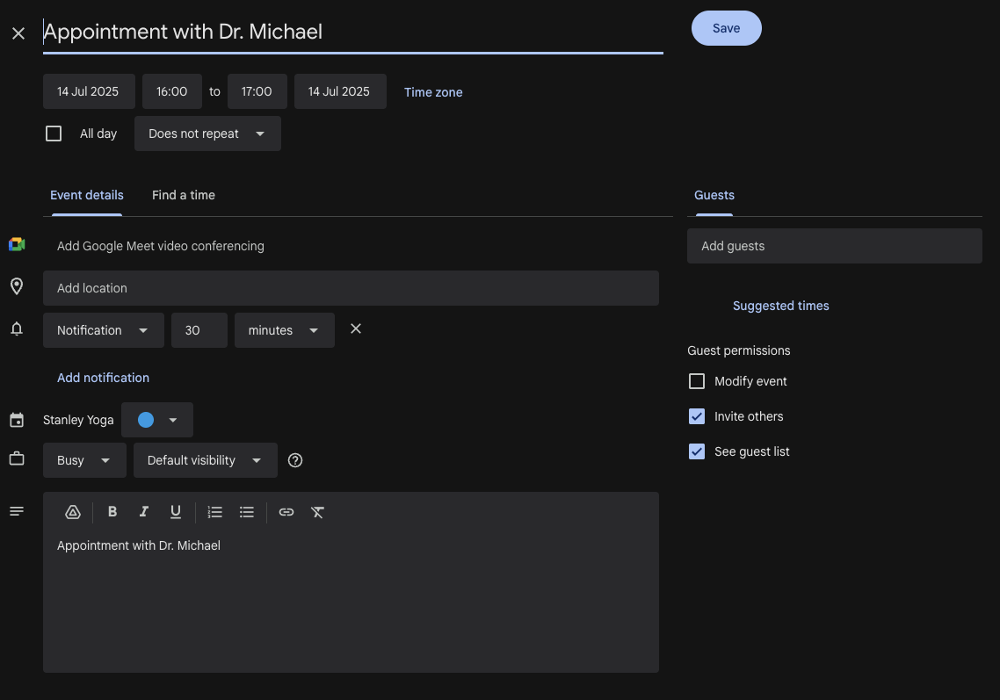 Appointment with Dr. Michael
Save
14 Jul 2025 16:00 to 17:00 14 Jul 2025 Time zone
All day Does not repeat
Event details Find a time
Guests
Add Google Meet video conferencing
Add guests
Add location
Suggested times
Notification 30 minutes
Guest permissions
Add notification
Modify event
Stanley Yoga
Invite others
Busy Default visibility
See guest list
B I U
Appointment with Dr. Michael